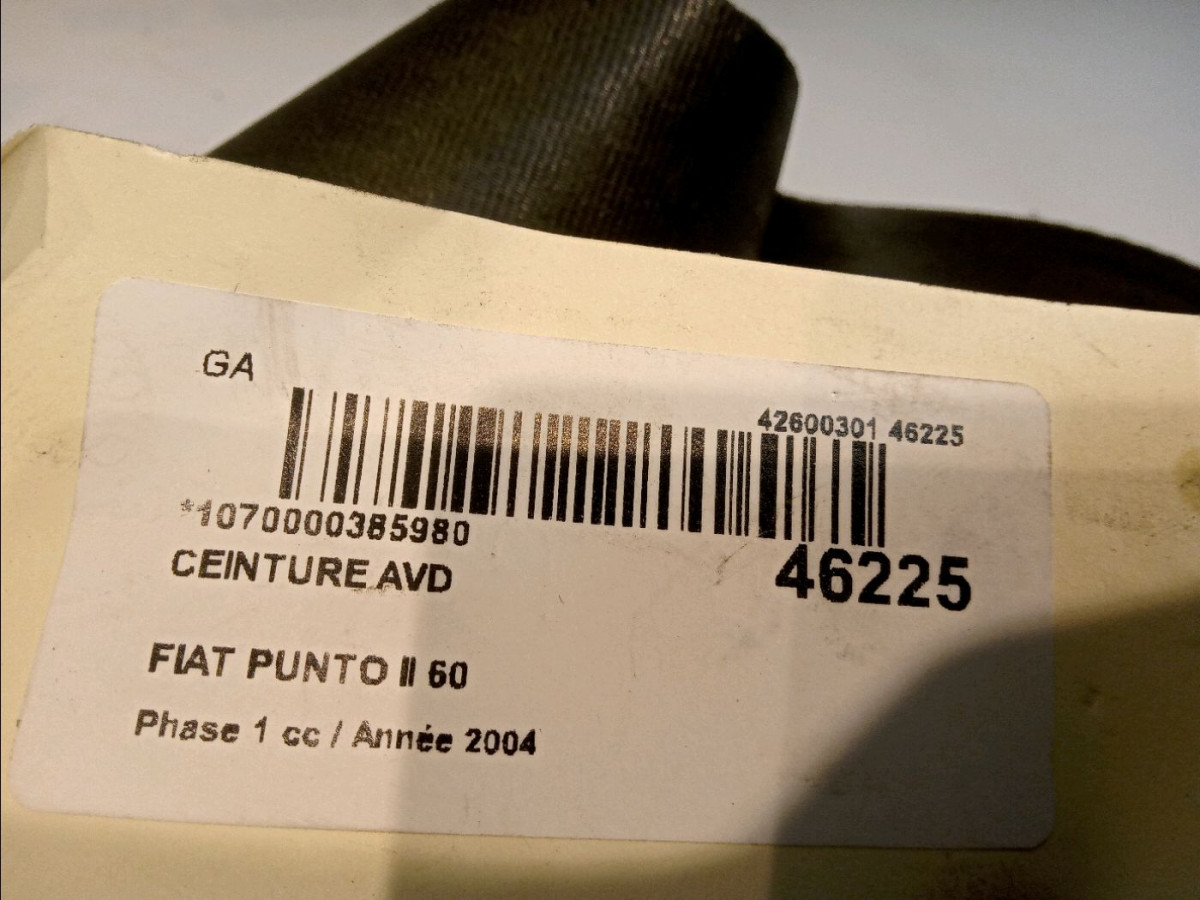 GA
42600301 46225
*1070000385980
CEINTURE AVD
46225
FIAT PUNTO II 60
Phase 1 cc / Année 2004